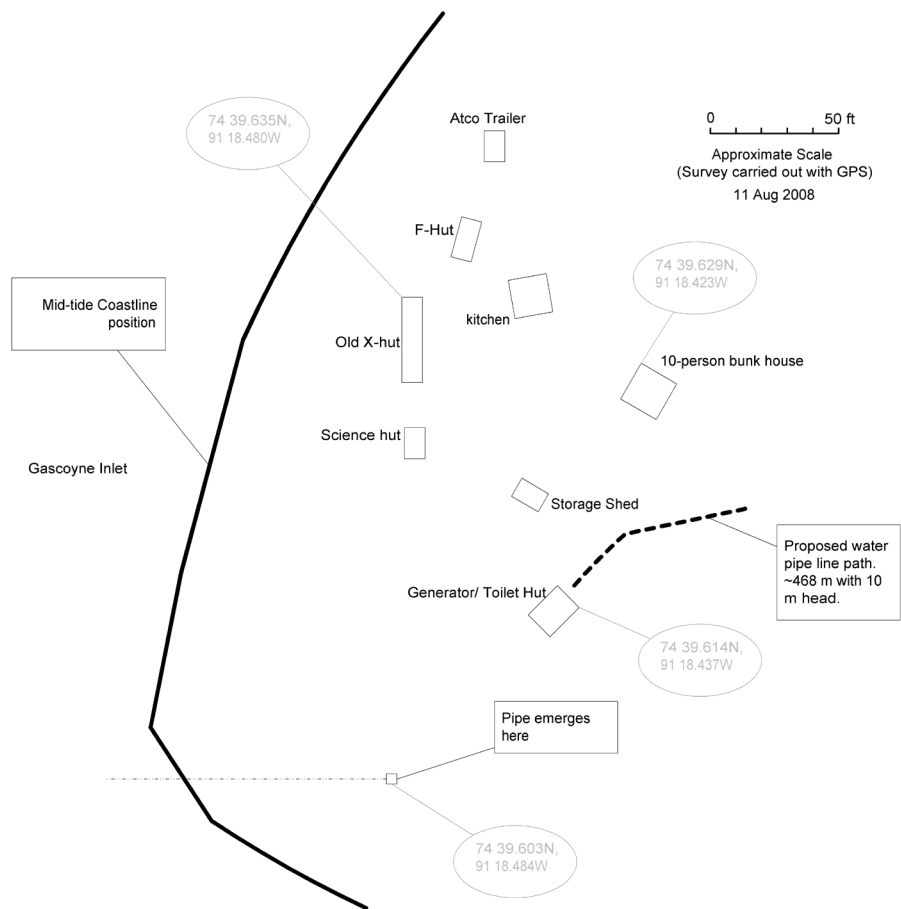 Atco Trailer
0 50 ft
Approximate Scale
(Survey carried out with GPS)
11 Aug 2008
74 39.635N,
91 18.480W
F-Hut
74 39.629N,
91 18.423W
kitchen
Mid-tide Coastline
position
Old X-hut
10-person bunk house
Science hut
Gascoyne Inlet
Storage Shed
Proposed water
pipe line path.
~468 m with 10
m head.
Generator/ Toilet Hut
74 39.614N,
91 18.437W
Pipe emerges
here
74 39.603N,
91 18.484W